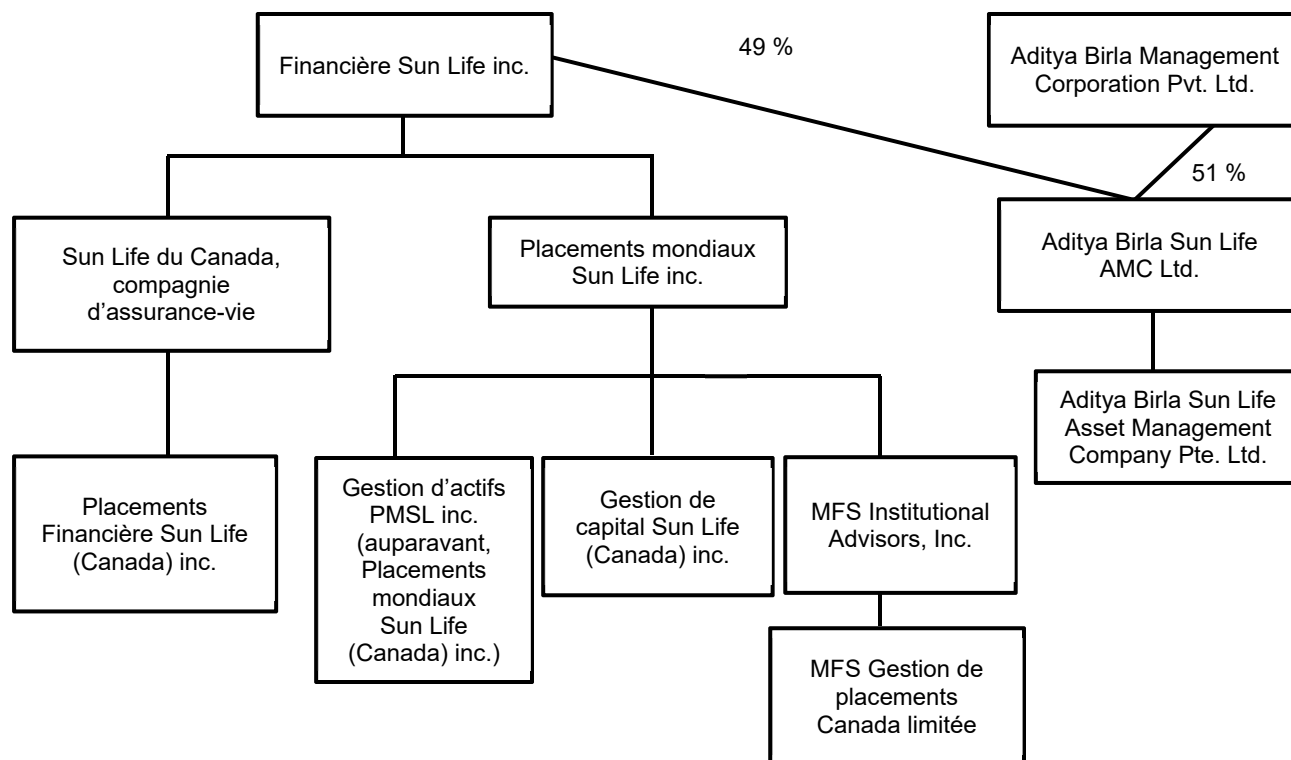 Financière Sun Life inc.
49 %
Aditya Birla Management
Corporation Pvt. Ltd.
51 %
Sun Life du Canada,
compagnie
d’assurance-vie
Placements mondiaux
Sun Life inc.
Aditya Birla Sun Life
AMC Ltd.
Aditya Birla Sun Life
Asset Management
Company Pte. Ltd.
Placements
Financière Sun Life
(Canada) inc.
Gestion d’actifs
PMSL inc.
(auparavant,
Placements
mondiaux
Sun Life
(Canada) inc.)
Gestion de
capital Sun Life
(Canada) inc.
MFS Institutional
Advisors, Inc.
MFS Gestion de
placements
Canada limitée